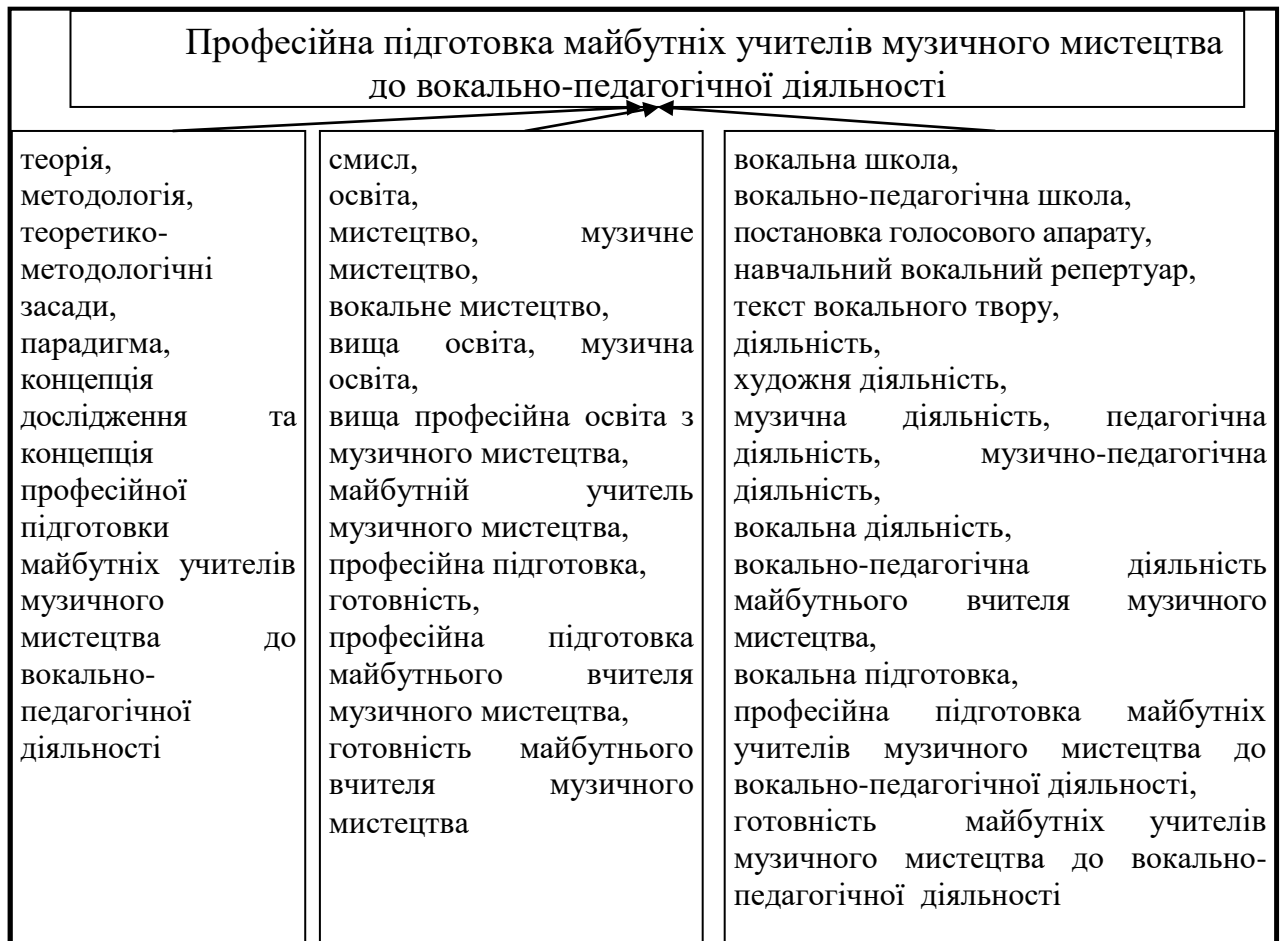 Професійна підготовка майбутніх учителів музичного мистецтва
до вокально-педагогічної діяльності
теорія,
методологія,
теоретико-
методологічні
засади,
парадигма,
концепція
дослідження та
концепція
професійної
підготовки
майбутніх учителів
музичного
мистецтва до
вокально-
педагогічної
діяльності
смисл,
освіта,
мистецтво, музичне
мистецтво,
вокальне мистецтво,
вища освіта, музична
освіта,
вища професійна освіта з
музичного мистецтва,
майбутній учитель
музичного мистецтва,
професійна підготовка,
готовність,
професійна підготовка
майбутнього вчителя
музичного мистецтва,
готовність майбутнього
вчителя музичного
мистецтва
вокальна школа,
вокально-педагогічна школа,
постановка голосового апарату,
навчальний вокальний репертуар,
текст вокального твору,
діяльність,
художня діяльність,
музична діяльність, педагогічна
діяльність, музично-педагогічна
діяльність,
вокальна діяльність,
вокально-педагогічна діяльність
майбутнього вчителя музичного
мистецтва,
вокальна підготовка,
професійна підготовка майбутніх
учителів музичного мистецтва до
вокально-педагогічної діяльності,
готовність майбутніх учителів
музичного мистецтва до вокально-
педагогічної діяльності